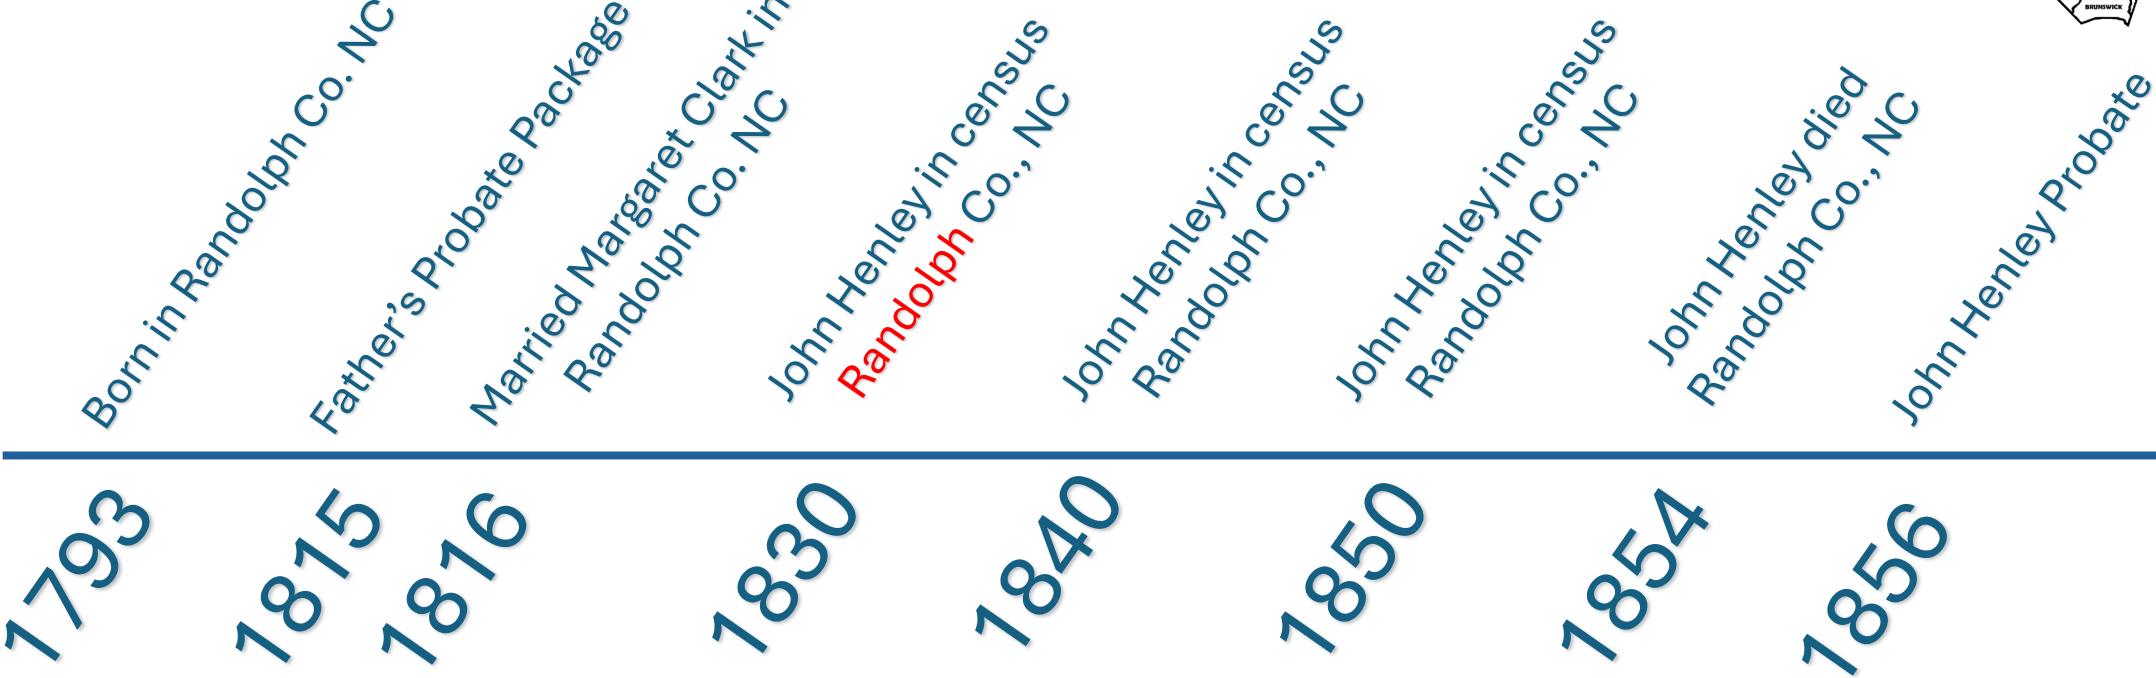 Born in Randolph Co. NC
Father’s Probate Package
Married Margaret Clark in
Randolph Co. NC
John Henley in census
Randolph Co., NC
John Henley in census
Randolph Co., NC
John Henley in census
Randolph Co., NC
John Henley died
Randolph Co., NC
John Henley Probate
BRUNSWICK
1793
1815
1816
1830
1840
1850
1854
1856